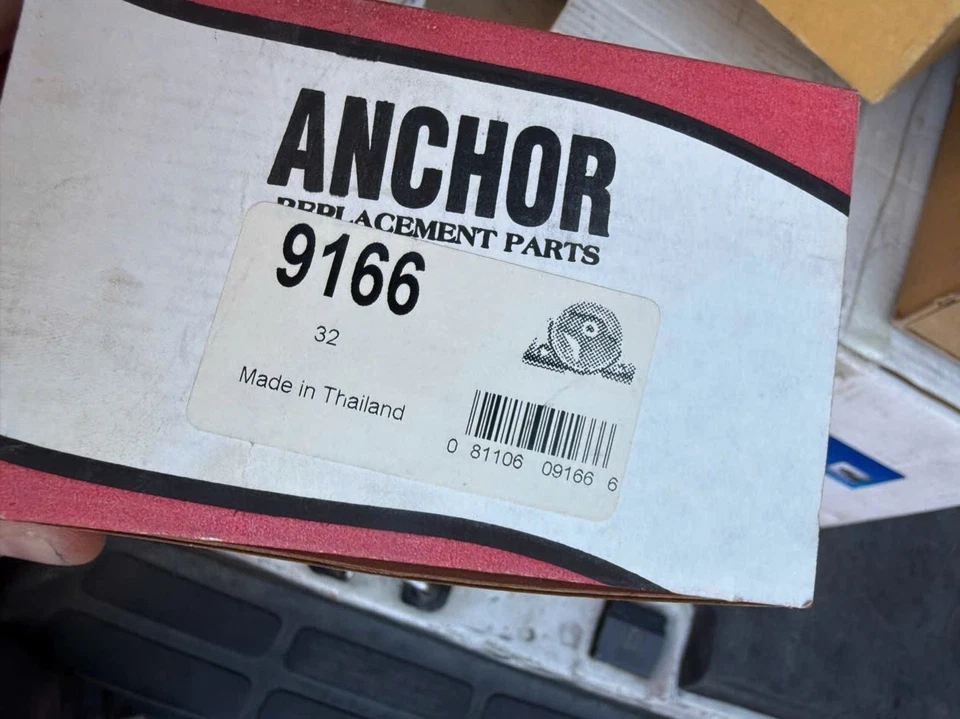 ANCHOR
REPLACEMENT PARTS
9166
32
Made in Thailand
0 81106 09166 6